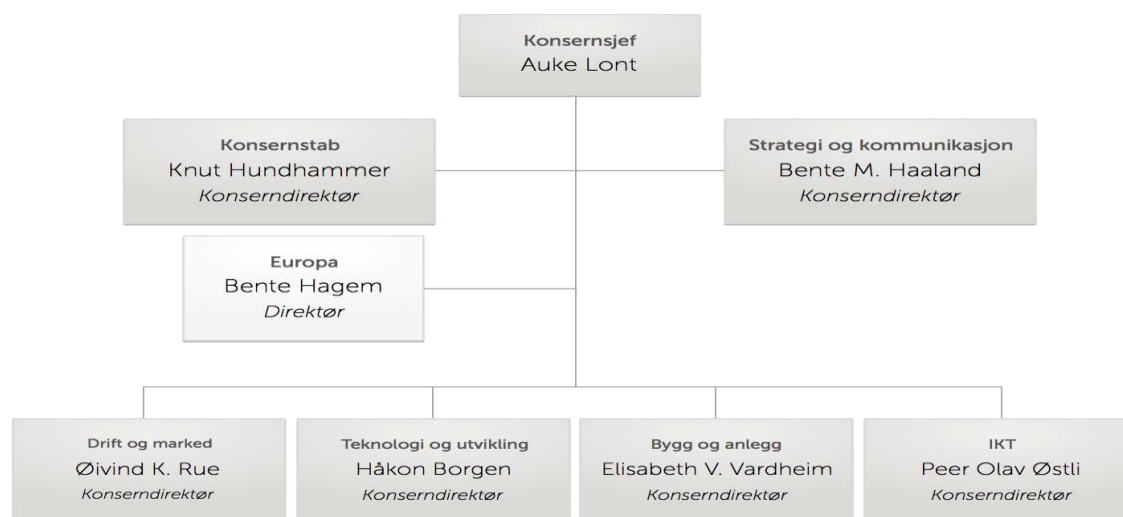 Konsernsjef
Auke Lont
Konsernstab
Knut Hundhammer
Konserndirektør
Strategi og kommunikasjon
Bente M. Haaland
Konserndirektør
Europa
Bente Hagem
Direktør
Drift og marked
Øivind K. Rue
Konserndirektør
Teknologi og utvikling
Håkon Borgen
Konserndirektør
Bygg og anlegg
Elisabeth V. Vardheim
Konserndirektør
IKT
Peer Olav Østli
Konserndirektør